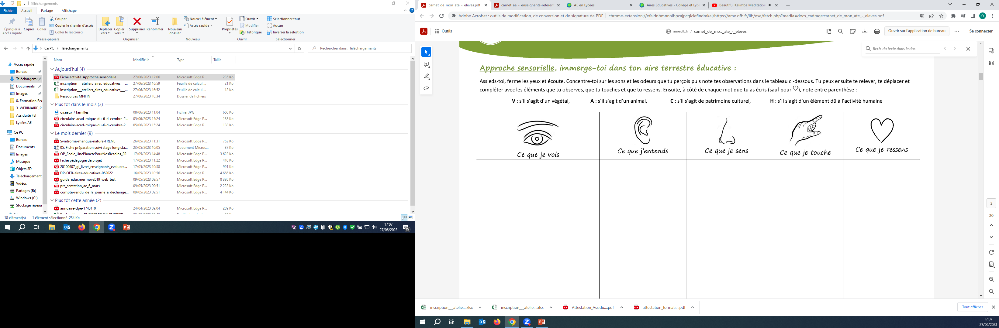 Téléchargements
Fichier Accueil Partage Affichage
Épingler à Accès rapide
Copier
Coller
Couper
Copier le chemin d'accès
Coller le raccourci
Presse-papiers
Déplacer vers
Copier vers
Supprimer
Renommer
Organiser
Nouveau dossier
Nouvel élément
Accès rapide
Nouveau
Propriétés
Ouvrir
Modifier
Historique
Ouvrir
Sélectionner tout
Aucun
Inverser la sélection
Sélectionner
Ce PC > Téléchargements
Rechercher dans : Téléchargements
Accès rapide
Bureau
Téléchargeme
Documents
Images
0. Formation Ecc
3. WEBINAIRE_P
Assiduité FEI
Lycées AE
Ce PC
Bureau
Documents
Images
Musique
Objets 3D
Téléchargements
Vidéos
Partages (B:)
Windows (C:)
Stockage réseau
Nom Modifié le Type Taille
Aujourd'hui (4)
Fiche activité_Approche sensorielle 27/06/2023 17:06 Microsoft Edge P... 235 Ko
inscription___ateliers_aires_educatives___... 27/06/2023 16:59 Feuille de calcul ... 21 Ko
inscription___ateliers_aires_educatives___... 27/06/2023 16:52 Feuille de calcul ... 12 Ko
Ressources MNHN 27/06/2023 10:34 Dossier de fichiers
Plus tôt dans le mois (3)
oiseaux 7 familles 08/06/2023 11:04 Fichier JPG 660 Ko
circulaire-acad-mique-du-6-d-cembre-2... 05/06/2023 15:24 Microsoft Edge P... 138 Ko
circulaire-acad-mique-du-6-d-cembre-2... 05/06/2023 15:24 Microsoft Edge P... 138 Ko
Le mois dernier (9)
Syndrome-manque-nature-FRENE 26/05/2023 11:31 Microsoft Edge P... 752 Ko
05. Fiche préparation suivi stage long sta... 23/05/2023 10:05 Document Micros... 37 Ko
OP_Ecole_UnePlanetePourNosBesoins_FR 17/05/2023 14:48 Microsoft Edge P... 3 622 Ko
Fiche pédagogie de projet 17/05/2023 11:22 Microsoft Edge P... 410 Ko
20100607_gl_livret_enseignants_evaluere... 17/05/2023 10:38 Microsoft Edge P... 991 Ko
DP-OFB-aires-educatives-062022 16/05/2023 10:56 Microsoft Edge P... 4 666 Ko
guide_educmer_nov2019_web_test 09/05/2023 09:57 Microsoft Edge P... 8 395 Ko
pre_sentation_ae_6_mars 09/05/2023 09:51 Microsoft Edge P... 2 222 Ko
compte-rendu_de_la_journe_e_dechange... 09/05/2023 09:51 Microsoft Edge P... 4 144 Ko
Plus tôt cette année (2)
annuaire-dpe-17431_0 24/04/2023 09:04 Microsoft Edge P... 289 Ko
18 élément(s) 1 élément sélectionné 234 Ko
17:07
27/06/2023
19
carnet_de_mon_ate_-_eleves.pdf
carnet_ae_-_enseignants-referent
AE en Lycées
Aires Educatives - Collège et Lyc
Beautiful Kalimba Meditation
Adobe Acrobat : outils de modification, de conversion et de signature de PDF | chrome-extension://efaidnbmnnnibpcajpcglclefindmkaj/https://ame.ofb.fr/lib/exe/fetch.php?media=docs_cadrage:carnet_de_mon_ate_-_eleves.pdf
Outils
ame.ofb.fr / carnet_de_mo..._ate_-_eleves
Ouvrir sur l'application de bureau
Se connecter
Rech. du texte dans le doc.
Approche sensorielle, immerge-toi dans ton aire terrestre éducative :
Assieds-toi, ferme les yeux et écoute. Concentre-toi sur les sons et les odeurs que tu perçois puis note tes observations dans le tableau ci-dessous. Tu peux ensuite te relever, te déplacer et
compléter avec les éléments que tu observes, que tu touches et que tu ressens. Ensuite, à côté de chaque mot que tu as écris (sauf pour ♡), note entre parenthèse :
V : s'il s'agit d'un végétal, A : s'il s'agit d'un animal, C : s'il s'agit de patrimoine culturel, H : s'il s'agit d'un élément dû à l'activité humaine
Ce que je vois
Ce que j'entends
Ce que je sens
Ce que je touche
Ce que je ressens
3
20
inscription___atelie....xlsx
inscription___atelie....xlsx
Attestation_Assidu....pdf
attestation_formati....pdf
Tout afficher
17:07
27/06/2023